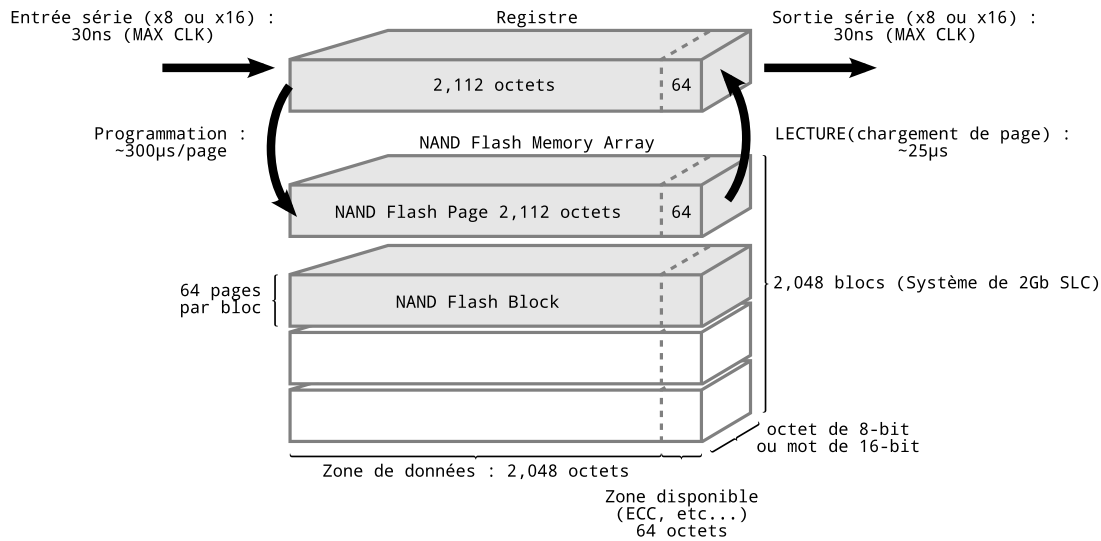 Entrée série (x8 ou x16) :
30ns (MAX CLK)
Registre
Sortie série (x8 ou x16) :
30ns (MAX CLK)
2,112 octets
64
Programmation :
~300µs/page
NAND Flash Memory Array
LECTURE(chargement de page) :
~25µs
NAND Flash Page 2,112 octets
64
64 pages
par bloc
NAND Flash Block
2,048 blocs (Système de 2Gb SLC)
octet de 8-bit
ou mot de 16-bit
Zone de données : 2,048 octets
Zone disponible
(ECC, etc...)
64 octets